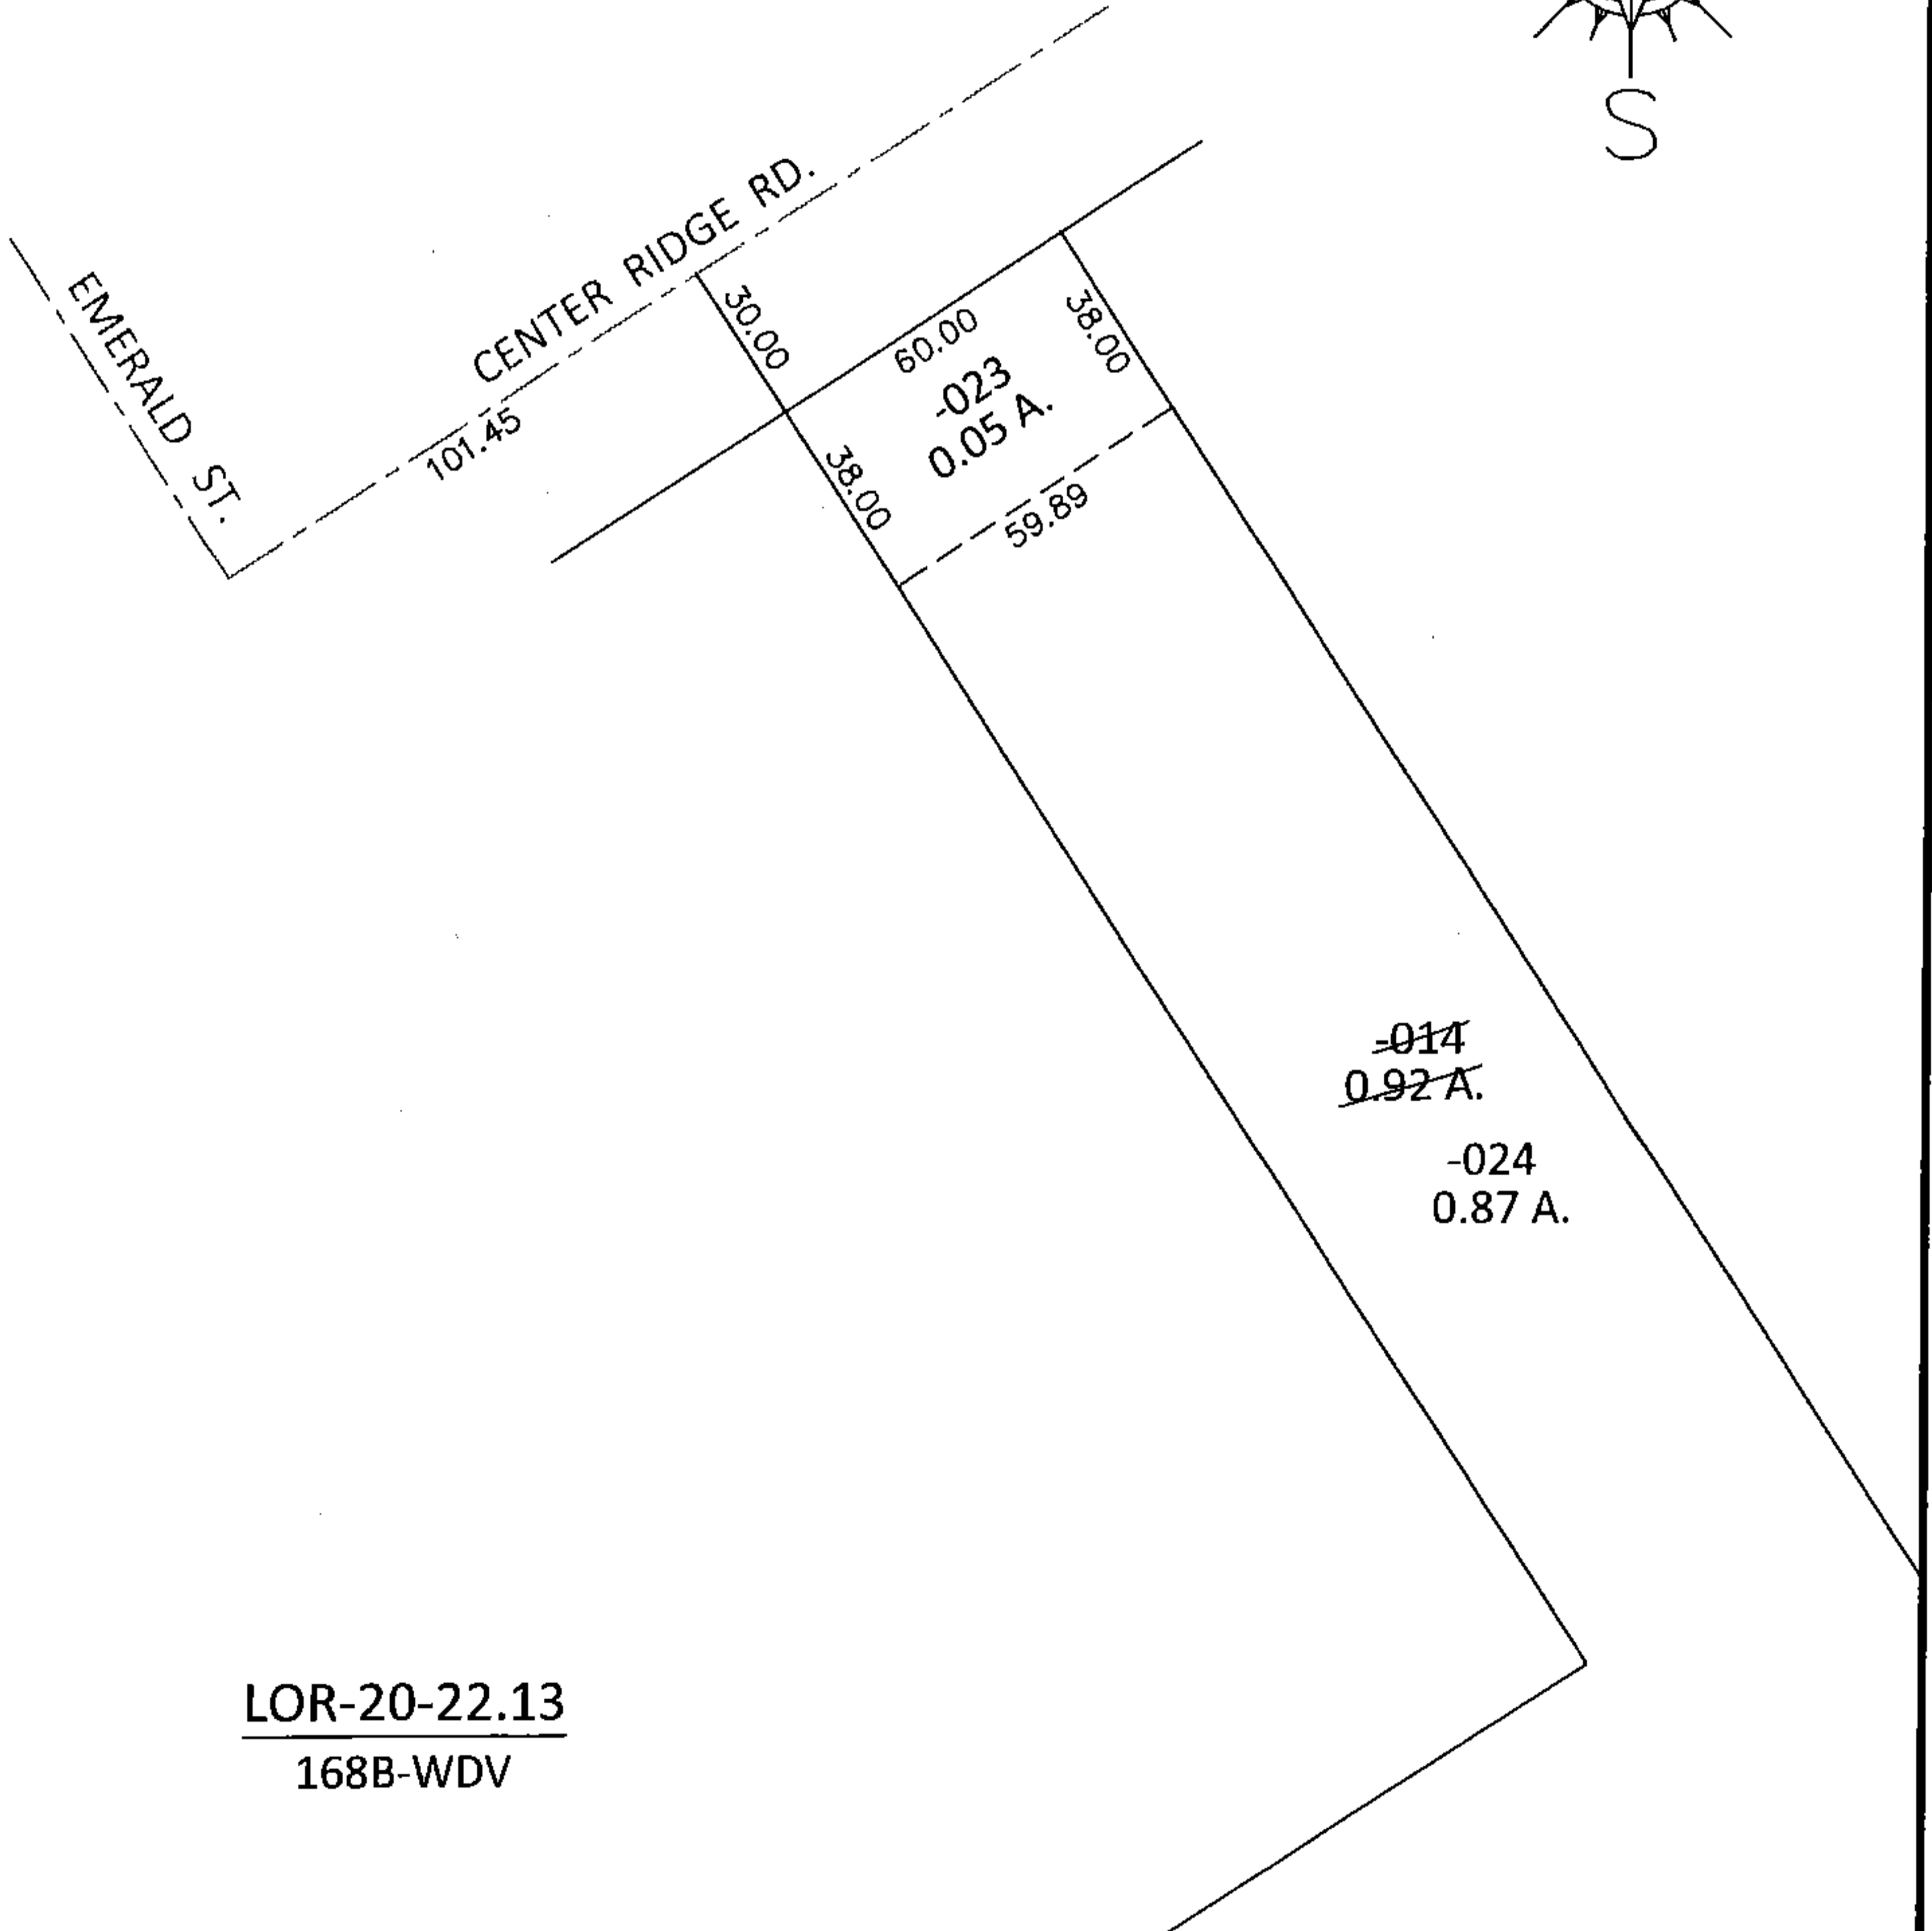 S
CENTER RIDGE RD.
EMERALD ST.
30.00
38.00
60.00
-023
0.05 A.
101.45
38.00
59.89
-014
0.92 A.
-024
0.87 A.
LOR-20-22.13
168B-WDV